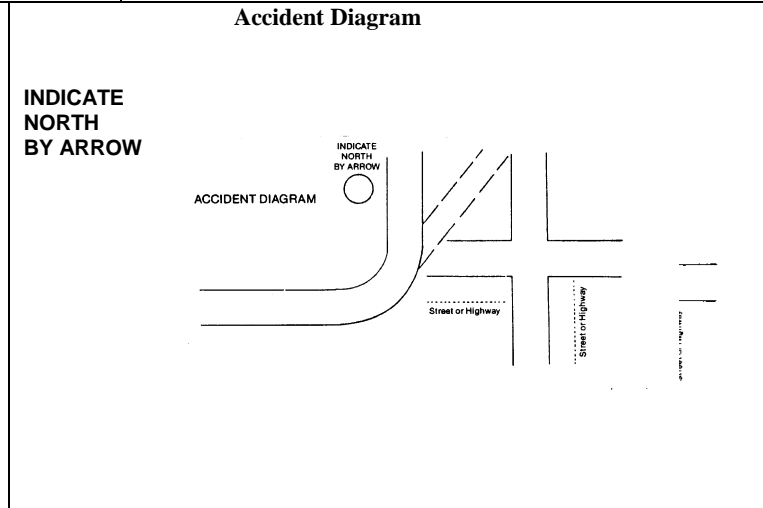 Accident Diagram
INDICATE
NORTH
BY ARROW
INDICATE
NORTH
BY ARROW
ACCIDENT DIAGRAM
Street or Highway
Street or Highway